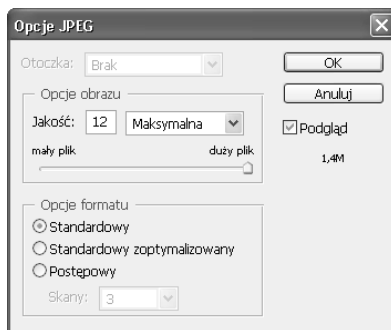 Opcje JPEG
Otoczka: Brak
OK
Anuluj
Podgląd
1,4M
Opcje obrazu
Jakość: 12 Maksymalna
mały plik duży plik
Opcje formatu
Standardowy
Standardowy zoptymalizowany
Postępowy
Skany: 3